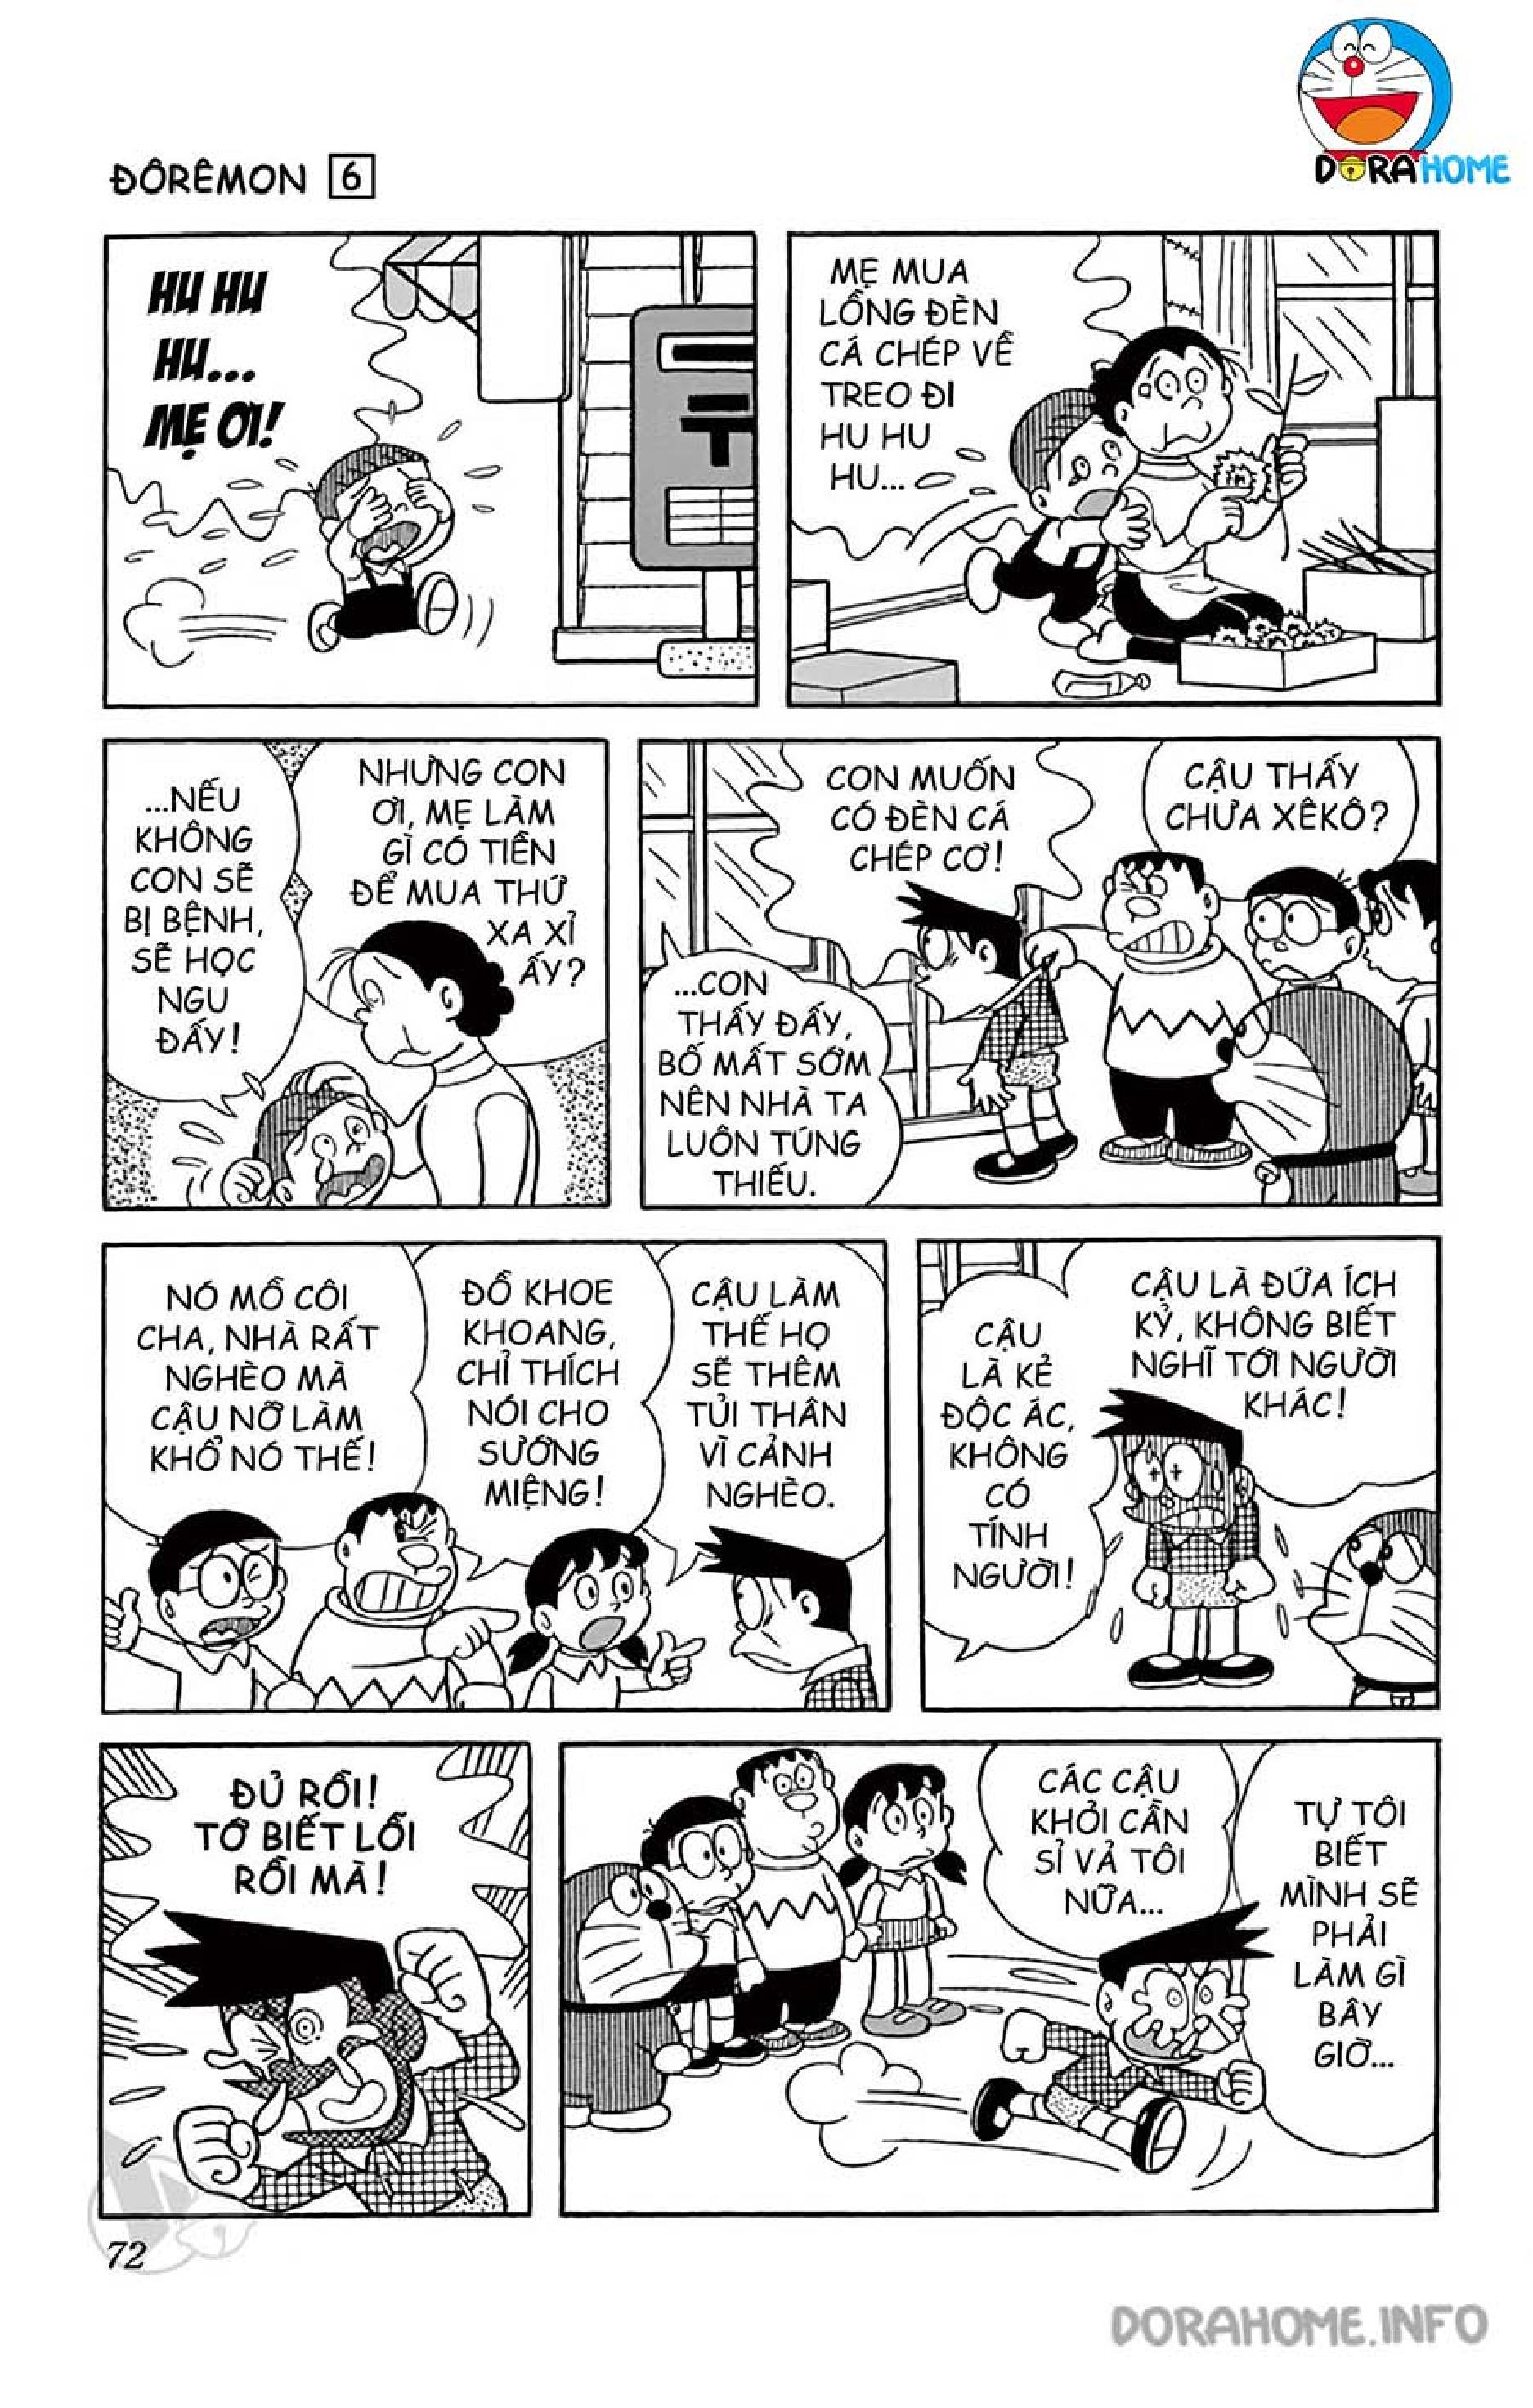 DORAHOME
ĐÔRÊMON 6
HU HU
HU...
MẸ ƠI!
MẸ MUA
LỒNG ĐÈN
CÁ CHÉP VỀ
TREO ĐI
HU HU
HU...
...NẾU
KHÔNG
CON SẼ
BỊ BỆNH,
SẼ HỌC
NGU
ĐẤY!
NHƯNG CON
ƠI, MẸ LÀM
GÌ CÓ TIỀN
ĐỂ MUA THỨ
XA XỈ
ẤY?
CON MUỐN
CÓ ĐÈN CÁ
CHÉP CƠ!
CẬU THẤY
CHƯA XÊKÔ?
...CON
THẤY ĐẤY,
BỐ MẤT SỚM
NÊN NHÀ TA
LUÔN TÚNG
THIẾU.
NÓ MỒ CÔI
CHA, NHÀ RẤT
NGHÈO MÀ
CẬU NỠ LÀM
KHỔ NÓ THẾ!
ĐỒ KHOE
KHOANG,
CHỈ THÍCH
NÓI CHO
SƯỚNG
MIỆNG!
CẬU LÀM
THẾ HỌ
SẼ THÊM
TỦI THÂN
VÌ CẢNH
NGHÈO.
CẬU
LÀ KẺ
ĐỘC ÁC,
KHÔNG
CÓ
TÍNH
NGƯỜI!
CẬU LÀ ĐỨA ÍCH
KỶ, KHÔNG BIẾT
NGHĨ TỚI NGƯỜI
KHÁC!
ĐỦ RỒI!
TỚ BIẾT LỖI
RỒI MÀ!
CÁC CẬU
KHỎI CẦN
SỈ VẢ TÔI
NỮA...
TỰ TÔI
BIẾT
MÌNH SẼ
PHẢI
LÀM GÌ
BÂY
GIỜ...
72
DORAHOME.INFO